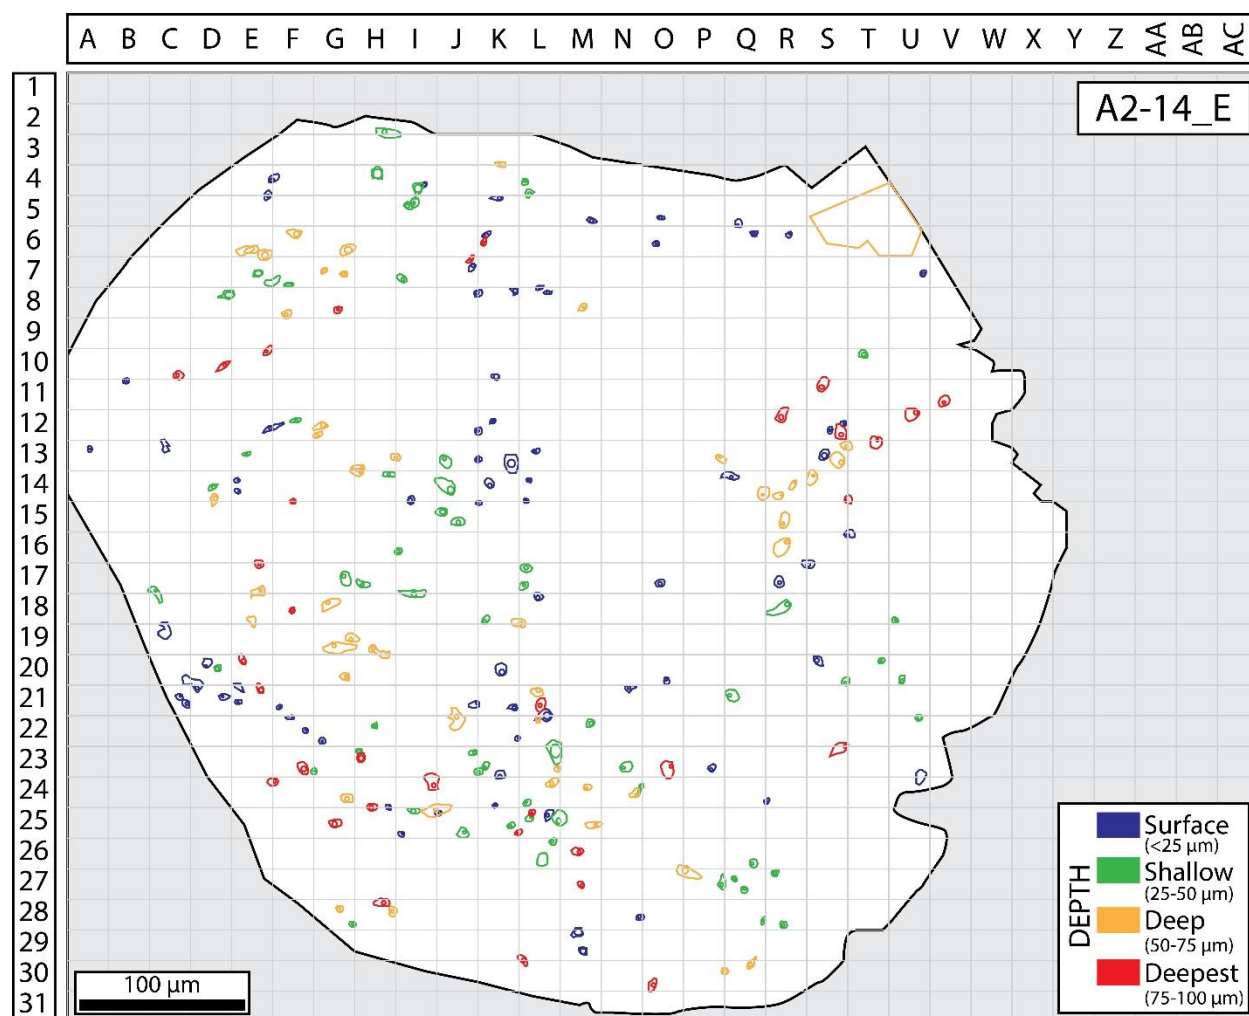 A B C D E F G H I J K L M N O P Q R S T U V W X Y Z AA AB AC
A2-14_E
1
2
3
4
5
6
7
8
9
10
11
12
13
14
15
16
17
18
19
20
21
22
23
24
25
26
27
28
29
30
31
DEPTH
Surface
(<25 µm)
Shallow
(25-50 µm)
Deep
(50-75 µm)
Deepest
(75-100 µm)
100 µm